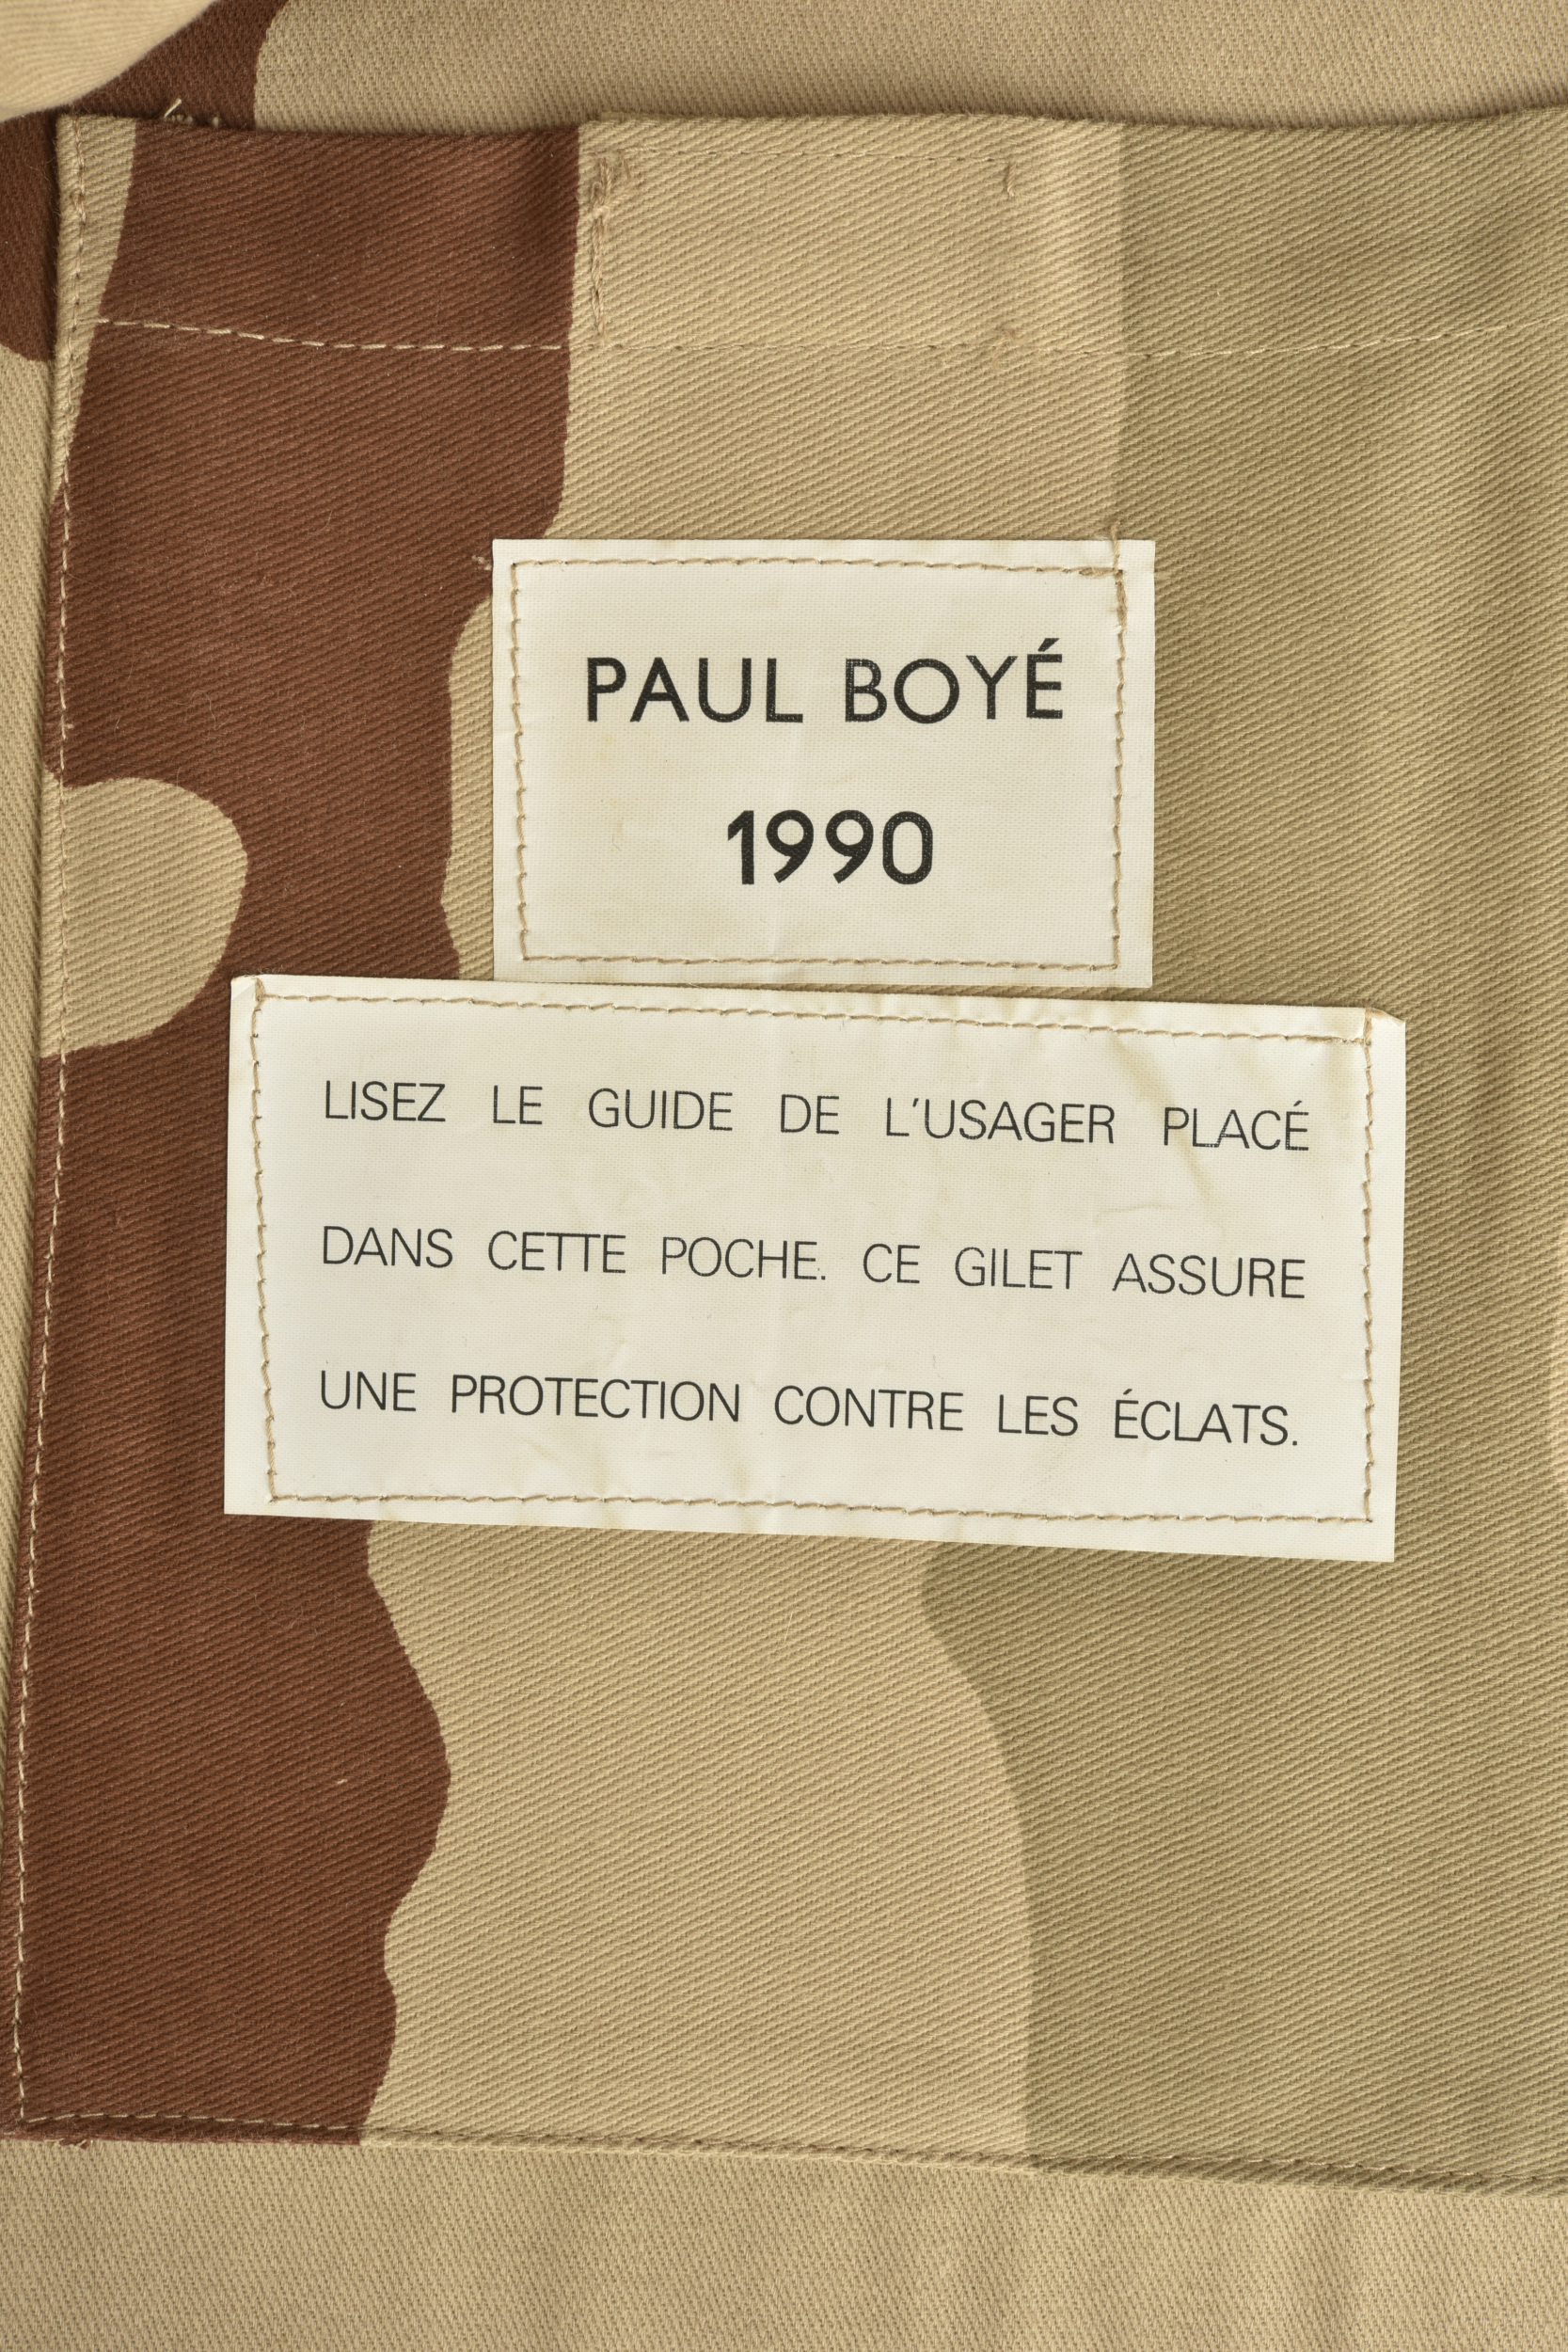 PAUL BOYÉ
1990
LISEZ LE GUIDE DE L'USAGER PLACÉ
DANS CETTE POCHE. CE GILET ASSURE
UNE PROTECTION CONTRE LES ÉCLATS.